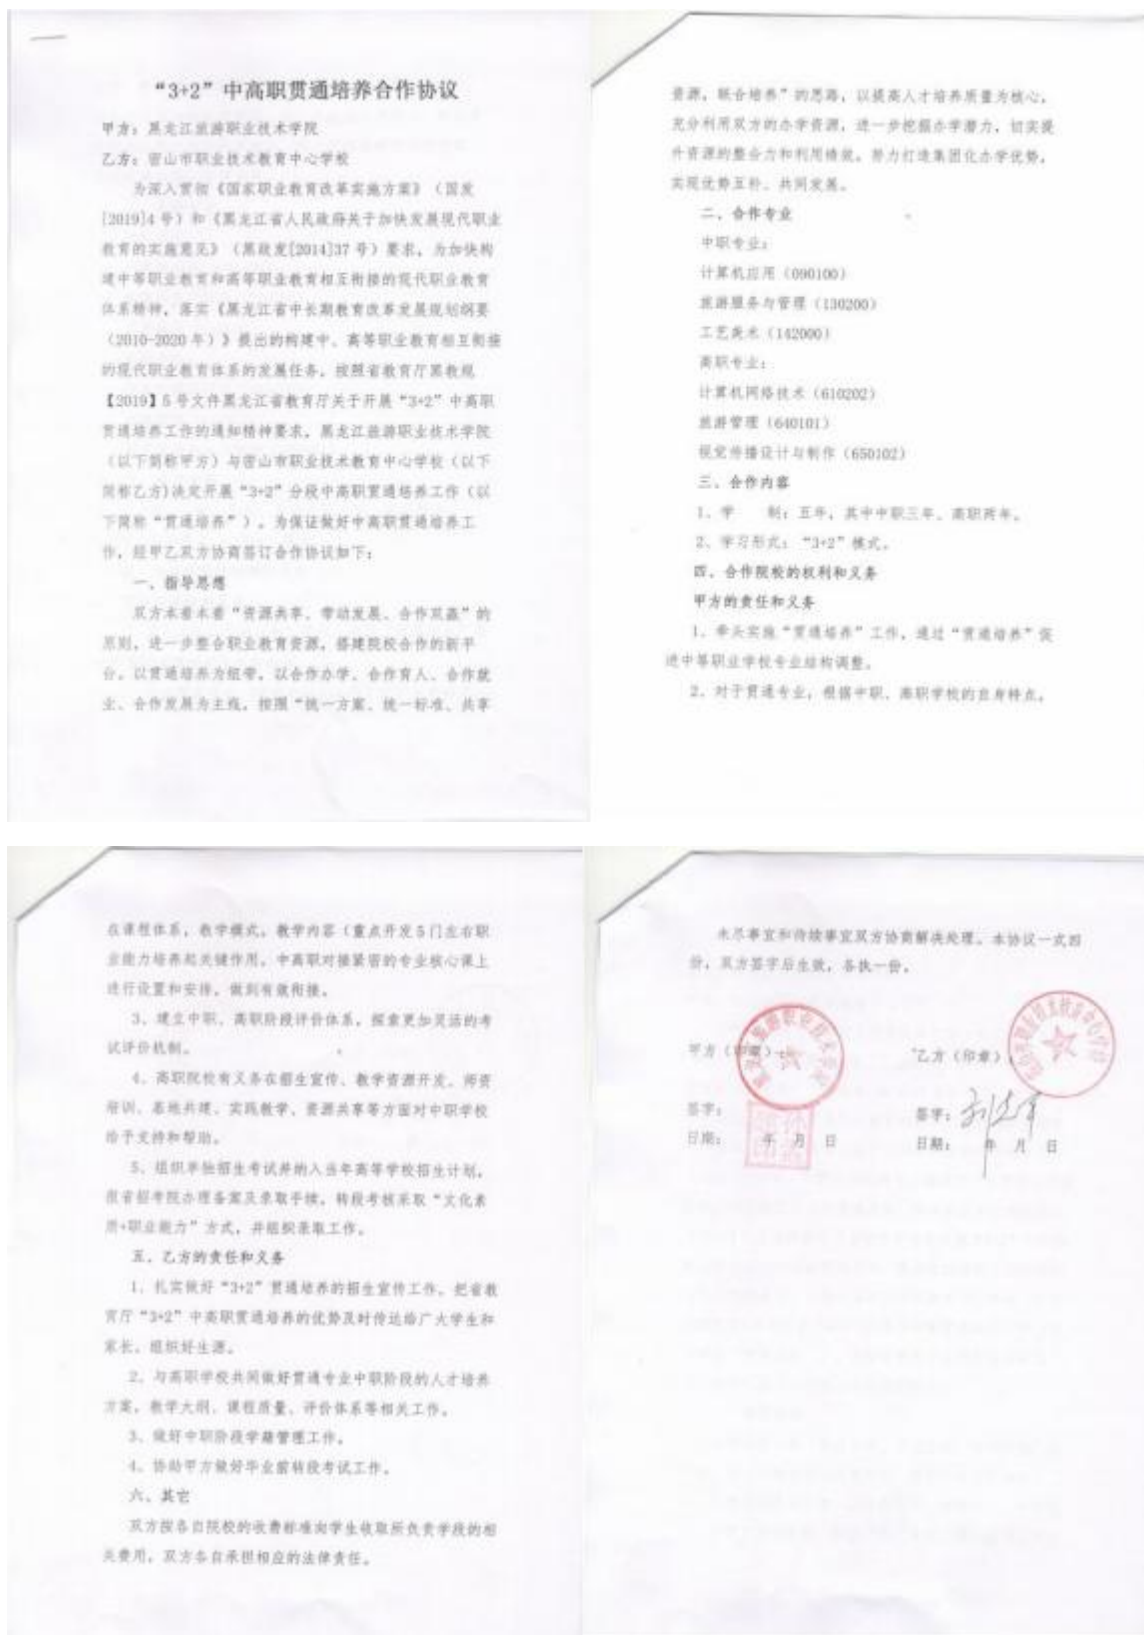 “3+2”中高职贯通培养合作协议
甲方：黑龙江旅游职业技术学院
乙方：密山市职业技术教育中心学校
为深入贯彻《国家职业教育改革实施方案》（国发
[2019]4号）和《黑龙江省人民政府关于加快发展现代职业
教育的实施意见》（黑政发[2014]37号）要求，为加快构
建中等职业教育和高等职业教育相互衔接的现代职业教育
体系精神，落实《黑龙江省中长期教育改革发展规划纲要
（2010-2020年）》提出的构建中、高等职业教育相互衔接
的现代职业教育体系的发展任务，按照省教育厅黑教规
【2019】5号文件黑龙江省教育厅关于开展“3+2”中高职
贯通培养工作的通知精神要求，黑龙江旅游职业技术学院
（以下简称甲方）与密山市职业技术教育中心学校（以下
简称乙方)决定开展“3+2”分段中高职贯通培养工作（以
下简称“贯通培养”）。为保证做好中高职贯通培养工
作，经甲乙双方协商签订合作协议如下：
一、指导思想
双方本着本着“资源共享、带动发展、合作双赢”的
原则，进一步整合职业教育资源，搭建院校合作的新平
台，以贯通培养为纽带，以合作办学、合作育人、合作就
业、合作发展为主线，按照“统一方案、统一标准、共享
资源，联合培养”的思路，以提高人才培养质量为核心，
充分利用双方的办学资源，进一步挖掘办学潜力，切实提
升资源的整合力和利用绩效，努力打造集团化办学优势，
实现优势互补、共同发展。
二、合作专业
中职专业：
计算机应用（090100）
旅游服务与管理（130200）
工艺美术（142000）
高职专业：
计算机网络技术（610202）
旅游管理（640101）
视觉传播设计与制作（650102）
三、合作内容
1、学 制：五年，其中中职三年、高职两年。
2、学习形式：“3+2”模式。
四、合作院校的权利和义务
甲方的责任和义务
1、牵头实施“贯通培养”工作，通过“贯通培养”促
进中等职业学校专业结构调整。
2、对于贯通专业，根据中职、高职学校的自身特点，
在课程体系，教学模式，教学内容（重点开发5门左右职
业能力培养起关键作用，中高职对接紧密的专业核心课上
进行设置和安排，做到有效衔接。
3、建立中职、高职阶段评价体系，探索更加灵活的考
试评价机制。
4、高职院校有义务在招生宣传、教学资源开发、师资
培训、基地共建、实践教学、资源共享等方面对中职学校
给予支持和帮助。
5、组织单独招生考试并纳入当年高等学校招生计划，
报省招考院办理备案及录取手续，转段考核采取“文化素
质+职业能力”方式，并组织录取工作。
五、乙方的责任和义务
1、扎实做好“3+2”贯通培养的招生宣传工作，把省教
育厅“3+2”中高职贯通培养的优势及时传达给广大学生和
家长，组织好生源。
2、与高职学校共同做好贯通专业中职阶段的人才培养
方案，教学大纲、课程质量、评价体系等相关工作。
3、做好中职阶段学籍管理工作。
4、协助甲方做好毕业前转段考试工作。
六、其它
双方按各自院校的收费标准向学生收取所负责学段的相
关费用，双方各自承担相应的法律责任。
未尽事宜和待续事宜双方协商解决处理。本协议一式四
份，双方签字后生效，各执一份。
甲方（印章）： 乙方（印章）：
签字： 签字：
日期： 年 月 日 日期： 年 月 日